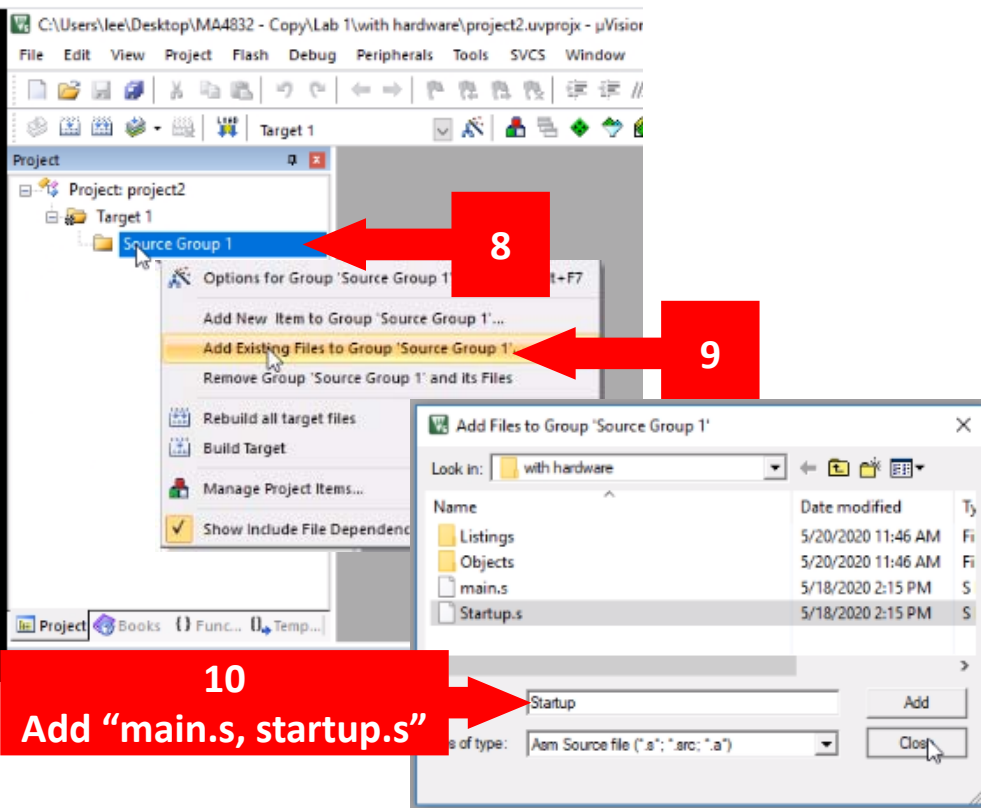 C:\Users\lee\Desktop\MA4832 - Copy\Lab 1\with hardware\project2.uvprojx - µVision
File Edit View Project Flash Debug Peripherals Tools SVCS Window
Target 1
Project
Project: project2
Target 1
Source Group 1
8
Options for Group 'Source Group 1' t+F7
Add New Item to Group 'Source Group 1'...
Add Existing Files to Group 'Source Group 1'...
9
Remove Group 'Source Group 1' and its Files
Rebuild all target files
Build Target
Manage Project Items...
Show Include File Dependenc
Project Books {} Func... Temp...
Add Files to Group 'Source Group 1'
Look in: with hardware
Name Date modified Ty
Listings 5/20/2020 11:46 AM Fi
Objects 5/20/2020 11:46 AM Fi
main.s 5/18/2020 2:15 PM S
Startup.s 5/18/2020 2:15 PM S
10
Add “main.s, startup.s”
Startup Add
s of type: Asm Source file (*.s*; *.src; *.a*) Close